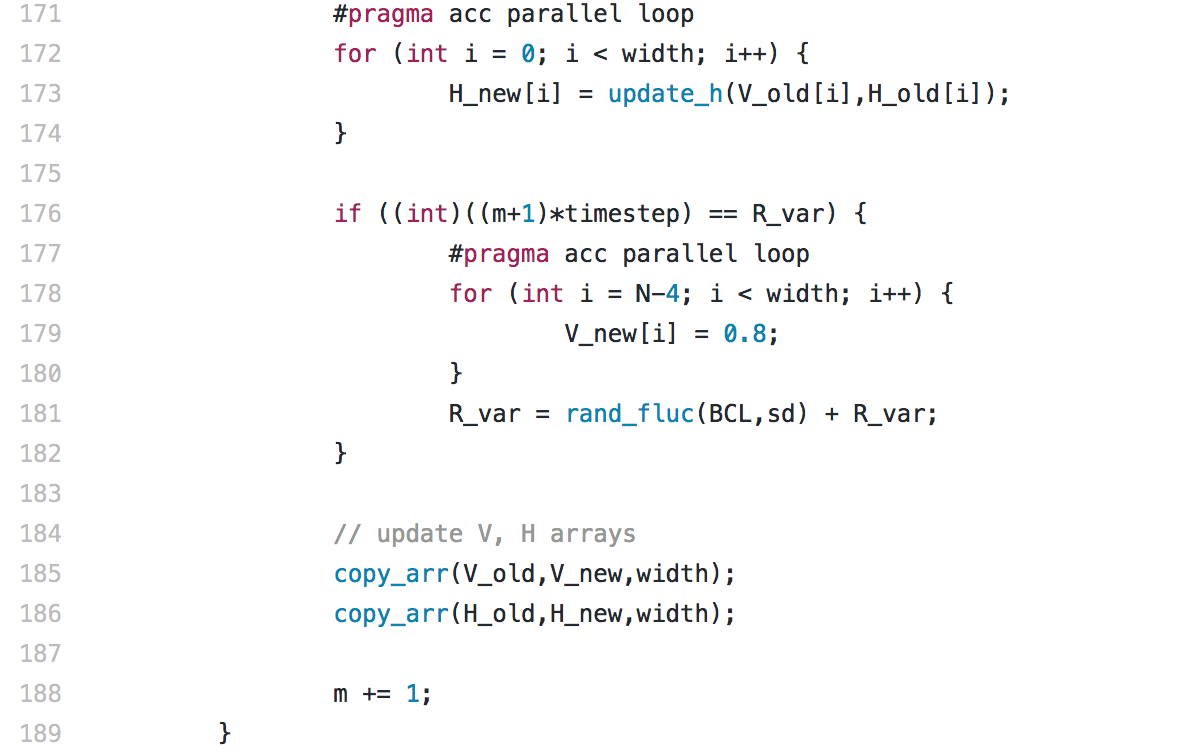 171 #pragma acc parallel loop
172 for (int i = 0; i < width; i++) {
173 H_new[i] = update_h(V_old[i],H_old[i]);
174 }
175
176 if ((int)((m+1)*timestep) == R_var) {
177 #pragma acc parallel loop
178 for (int i = N-4; i < width; i++) {
179 V_new[i] = 0.8;
180 }
181 R_var = rand_fluc(BCL,sd) + R_var;
182 }
183
184 // update V, H arrays
185 copy_arr(V_old,V_new,width);
186 copy_arr(H_old,H_new,width);
187
188 m += 1;
189 }